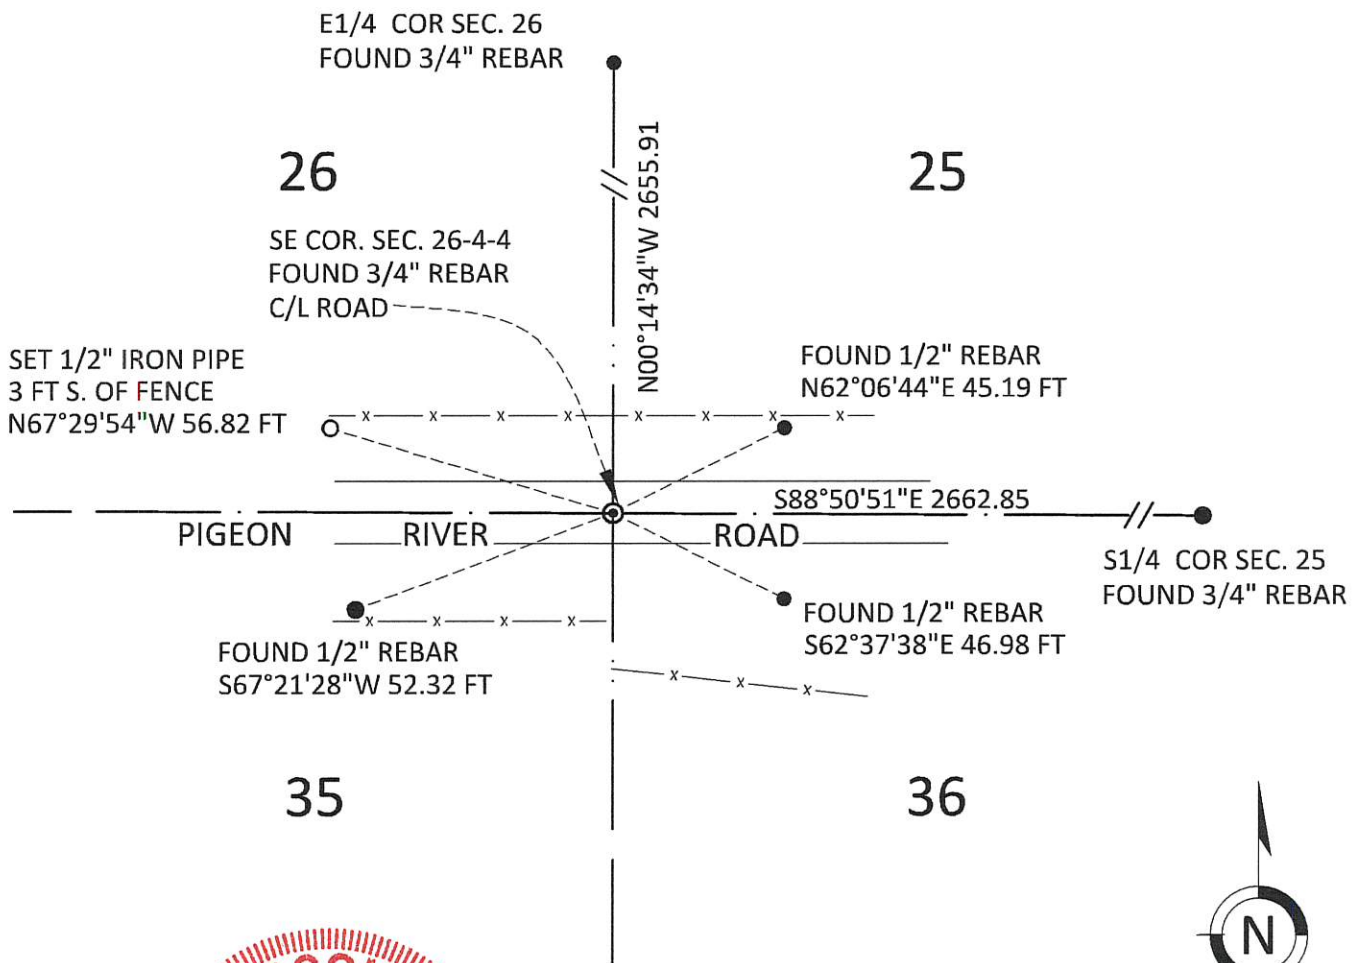 E1/4 COR SEC. 26
FOUND 3/4" REBAR
26
25
N00°14'34"W 2655.91
SE COR. SEC. 26-4-4
FOUND 3/4" REBAR
C/L ROAD
SET 1/2" IRON PIPE
3 FT S. OF FENCE
N67°29'54"W 56.82 FT
FOUND 1/2" REBAR
N62°06'44"E 45.19 FT
S88°50'51"E 2662.85
PIGEON RIVER ROAD
S1/4 COR SEC. 25
FOUND 3/4" REBAR
FOUND 1/2" REBAR
S62°37'38"E 46.98 FT
FOUND 1/2" REBAR
S67°21'28"W 52.32 FT
35
36
N